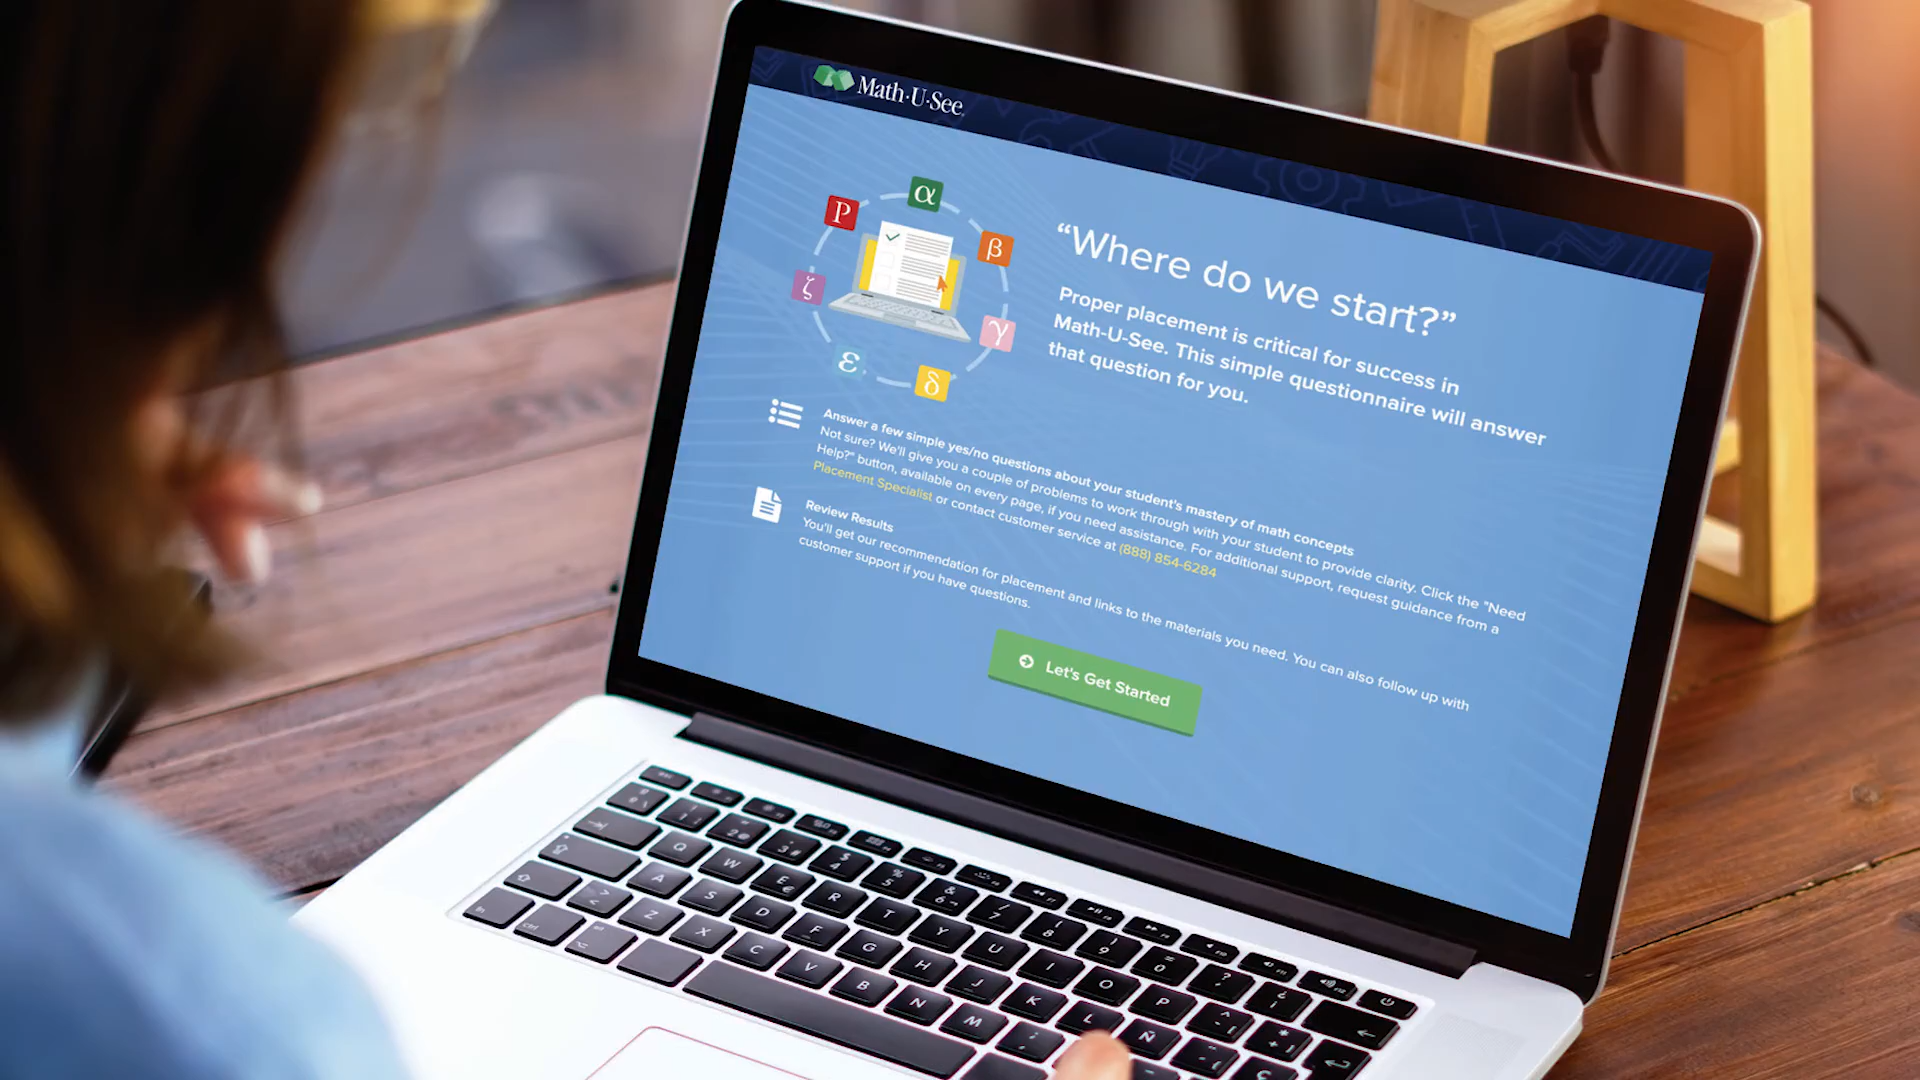 Math·U·See
P
α
β
ζ
γ
ε
δ
“Where do we start?”
Proper placement is critical for success in
Math-U-See. This simple questionnaire will answer
that question for you.
Answer a few simple yes/no questions about your student's mastery of math concepts
Not sure? We'll give you a couple of problems to work through with your student to provide clarity. Click the "Need
Help?" button, available on every page, if you need assistance. For additional support, request guidance from a
Placement Specialist or contact customer service at (888) 854-6284
Review Results
You'll get our recommendation for placement and links to the materials you need. You can also follow up with
customer support if you have questions.
Let's Get Started
Q W E R T Y U I O P
A S D F G H J K L Ñ
Z X C V B N M